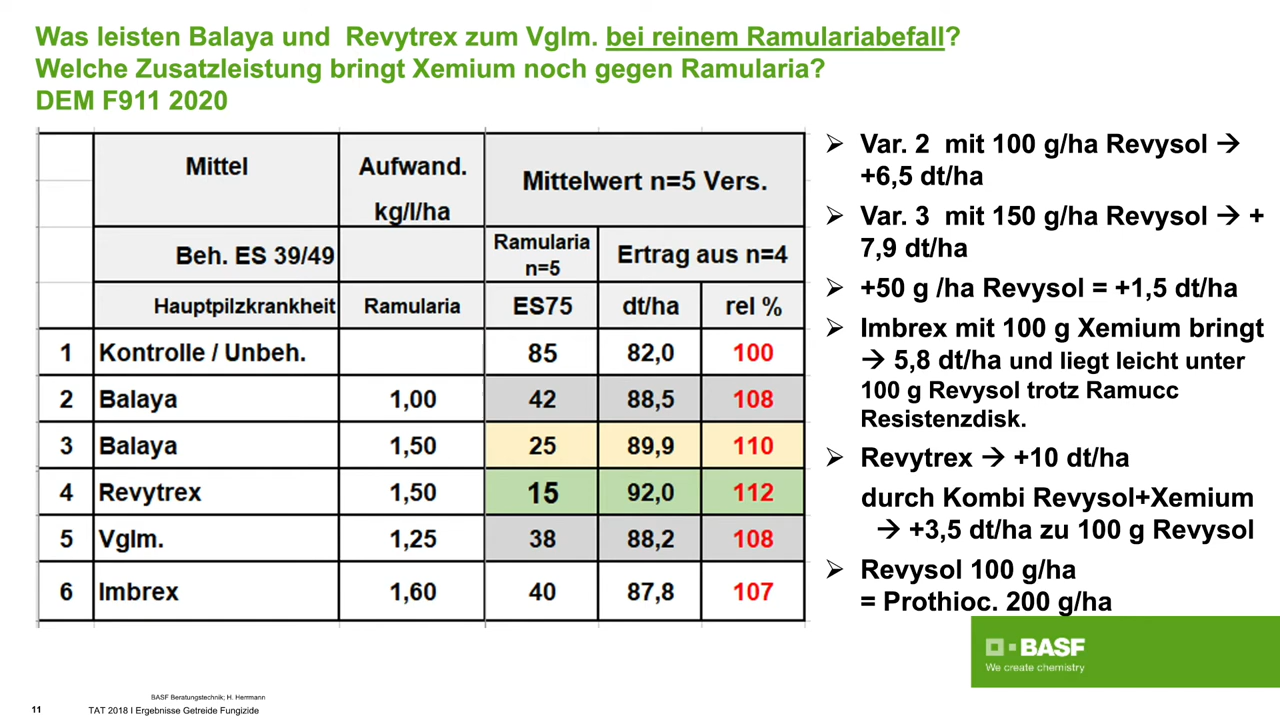 Was leisten Balaya und Revytrex zum Vglm. bei reinem Ramulariabefall?
Welche Zusatzleistung bringt Xemium noch gegen Ramularia?
DEM F911 2020
Mittel Aufwand. kg/l/ha Mittelwert n=5 Vers.
Beh. ES 39/49 Ramularia n=5 Ertrag aus n=4
Hauptpilzkrankheit Ramularia ES75 dt/ha rel %
1 Kontrolle / Unbeh. 85 82,0 100
2 Balaya 1,00 42 88,5 108
3 Balaya 1,50 25 89,9 110
4 Revytrex 1,50 15 92,0 112
5 Vglm. 1,25 38 88,2 108
6 Imbrex 1,60 40 87,8 107
➢ Var. 2 mit 100 g/ha Revysol →
+6,5 dt/ha
➢ Var. 3 mit 150 g/ha Revysol → +
7,9 dt/ha
➢ +50 g /ha Revysol = +1,5 dt/ha
➢ Imbrex mit 100 g Xemium bringt
→ 5,8 dt/ha und liegt leicht unter
100 g Revysol trotz Ramucc
Resistenzdisk.
➢ Revytrex → +10 dt/ha
durch Kombi Revysol+Xemium
→ +3,5 dt/ha zu 100 g Revysol
➢ Revysol 100 g/ha
= Prothioc. 200 g/ha
BASF
We create chemistry
BASF Beratungstechnik; H. Herrmann
11 TAT 2018 I Ergebnisse Getreide Fungizide